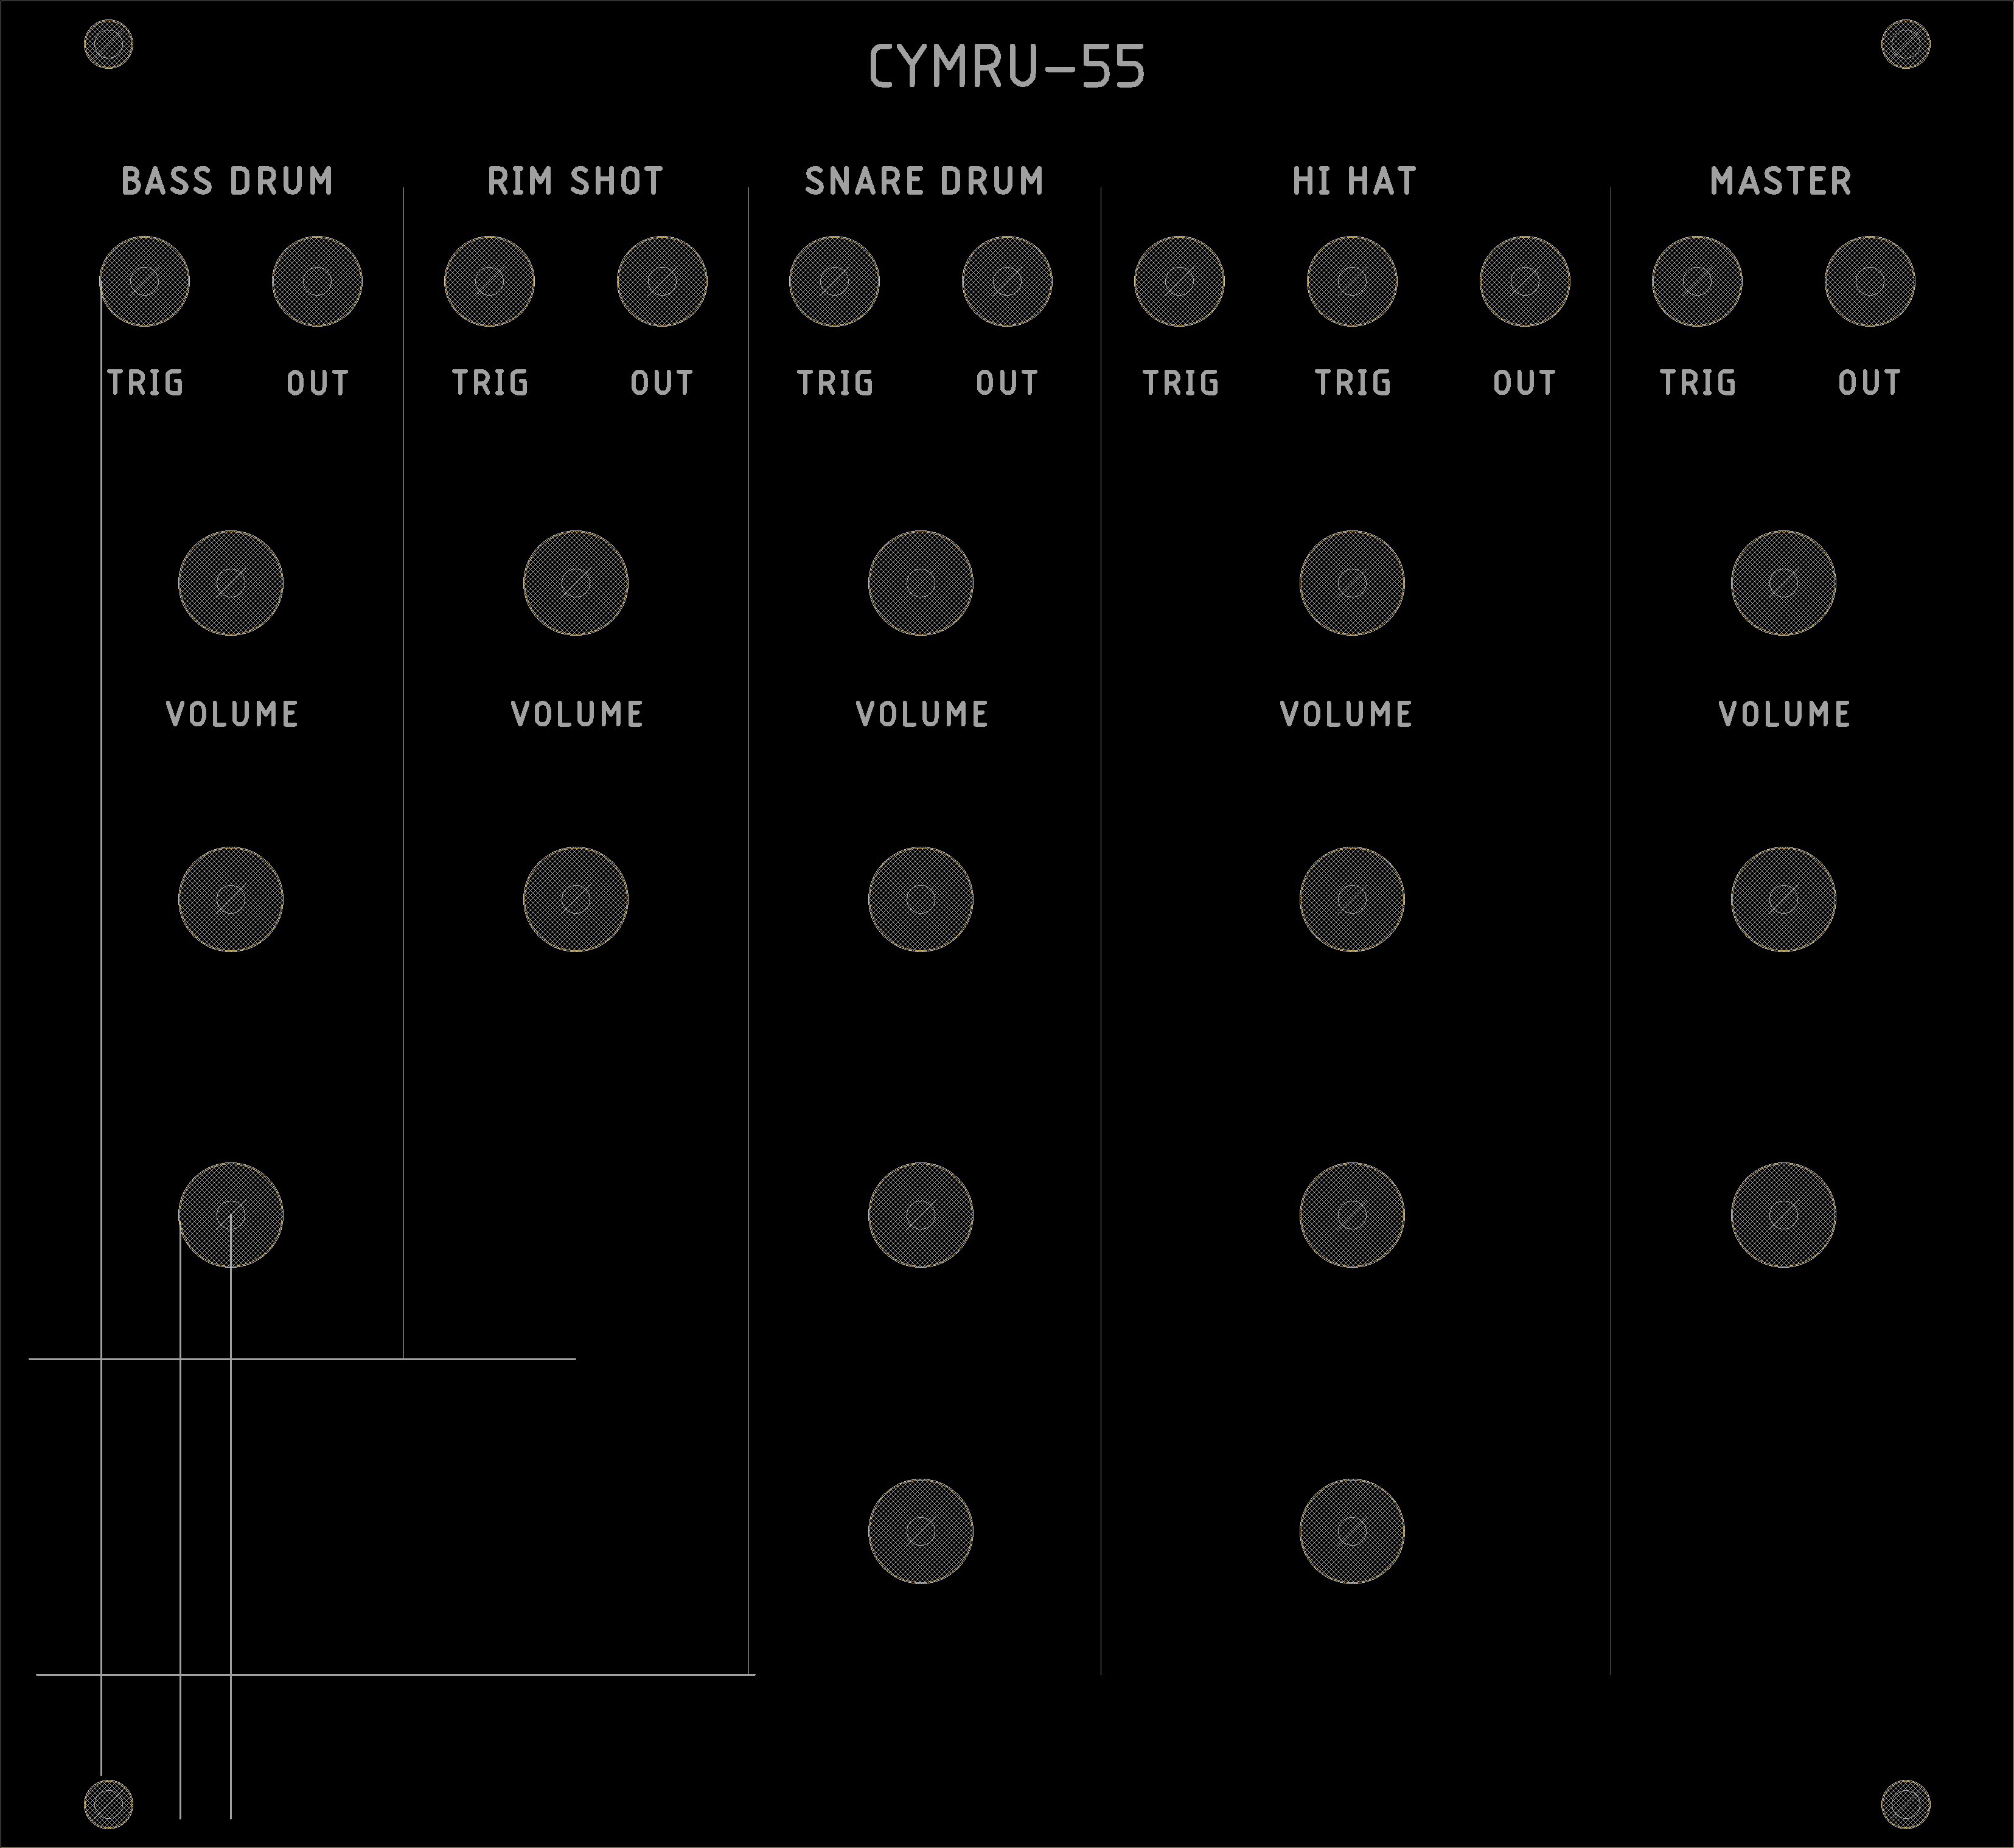 CYMRU-55
BASS DRUM RIM SHOT SNARE DRUM HI HAT MASTER
TRIG OUT TRIG OUT TRIG OUT TRIG TRIG OUT TRIG OUT
VOLUME VOLUME VOLUME VOLUME VOLUME